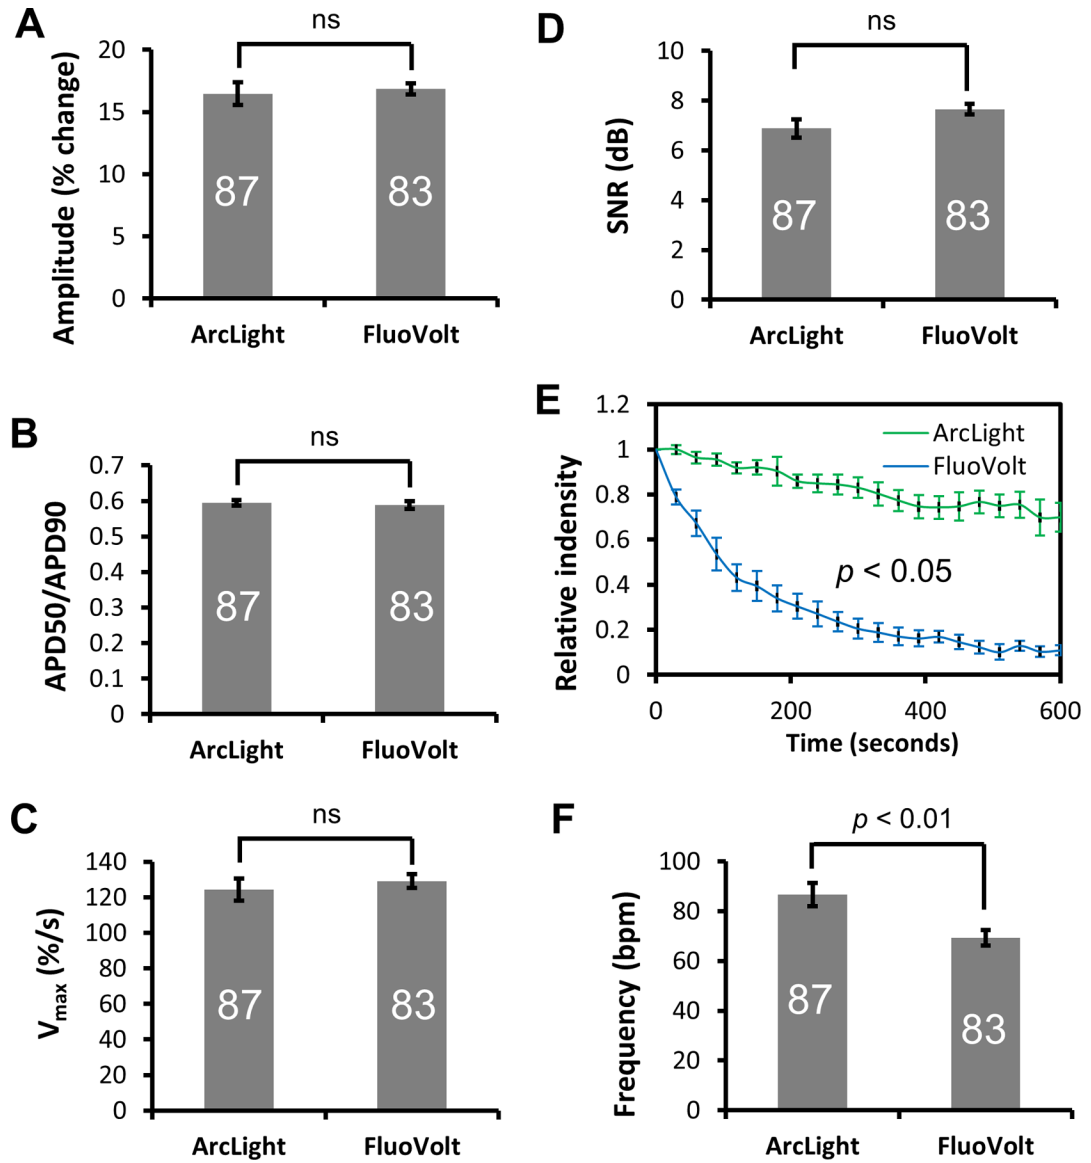 A
ns
Amplitude (% change)
20
15
10
5
0
87
83
ArcLight
FluoVolt
B
ns
APD50/APD90
0.7
0.6
0.5
0.4
0.3
0.2
0.1
0
87
83
ArcLight
FluoVolt
C
ns
Vmax (%/s)
140
120
100
80
60
40
20
0
87
83
ArcLight
FluoVolt
D
ns
SNR (dB)
10
8
6
4
2
0
87
83
ArcLight
FluoVolt
E
Relative indensity
1.2
1
0.8
0.6
0.4
0.2
0
ArcLight
FluoVolt
p < 0.05
0
200
400
600
Time (seconds)
F
p < 0.01
Frequency (bpm)
100
80
60
40
20
0
87
83
ArcLight
FluoVolt